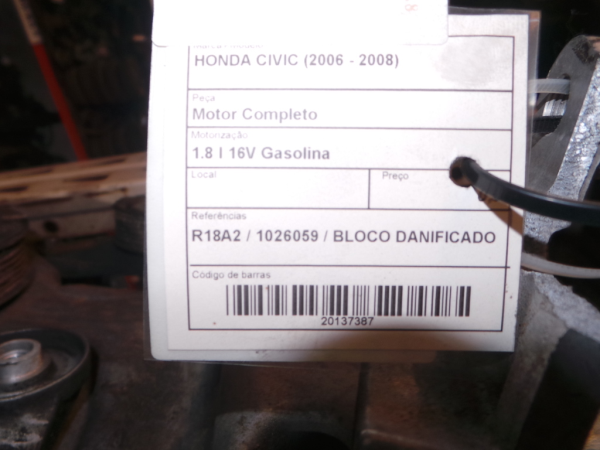 HONDA CIVIC (2006 - 2008)
Peça
Motor Completo
Motorização
1.8 I 16V Gasolina
Local
Preço
Referências
R18A2 / 1026059 / BLOCO DANIFICADO
Código de barras
20137387